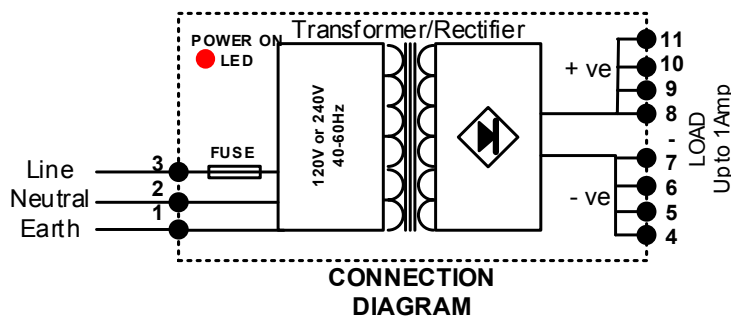 Transformer/Rectifier
POWER ON
LED
FUSE
120V or 240V
40-60Hz
Line
Neutral
Earth
3
2
1
+ ve
- ve
11
10
9
8
-
7
6
5
4
LOAD
Up to 1Amp
CONNECTION
DIAGRAM